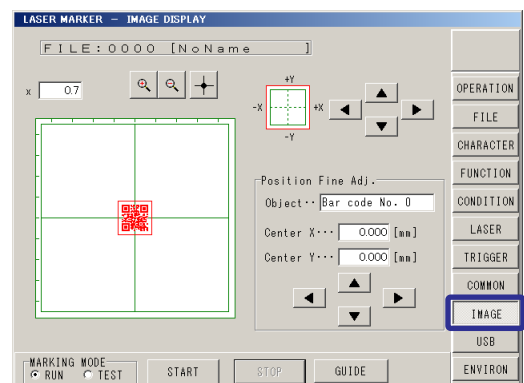 LASER MARKER － IMAGE DISPLAY
FILE:0000 [NoName ]
x 0.7
+Y
-X +X
-Y
Position Fine Adj.
Object･･ Bar code No. 0
Center X･･･ 0.000 [mm]
Center Y･･･ 0.000 [mm]
OPERATION
FILE
CHARACTER
FUNCTION
CONDITION
LASER
TRIGGER
COMMON
IMAGE
USB
ENVIRON
MARKING MODE
RUN TEST
START
STOP
GUIDE